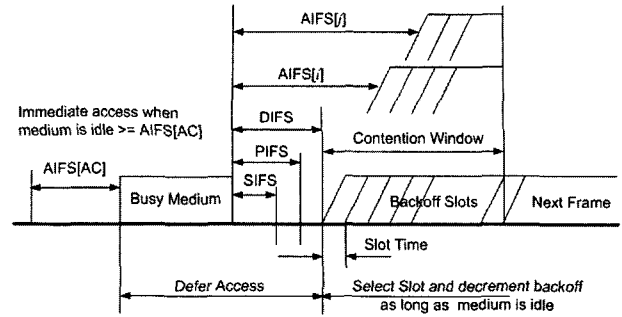 AIFS[j]
AIFS[i]
Immediate access when
medium is idle >= AIFS[AC]
DIFS
Contention Window
PIFS
AIFS[AC]
SIFS
Busy Medium
Backoff Slots
Next Frame
Slot Time
Defer Access
Select Slot and decrement backoff
as long as medium is idle